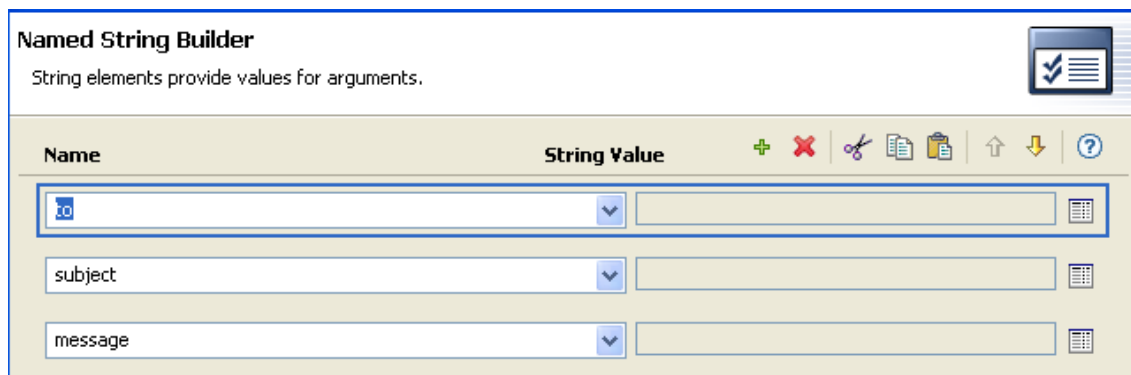 Named String Builder
String elements provide values for arguments.
Name String Value
to
subject
message